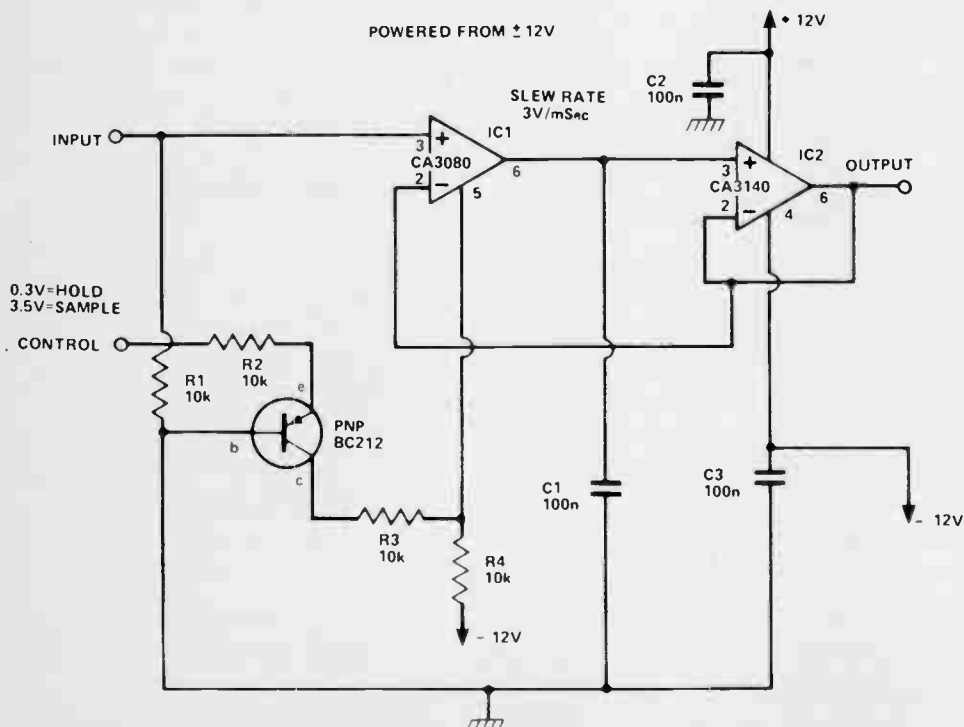 POWERED FROM ± 12V
+ 12V
C2
100n
SLEW RATE
3V/mSec
INPUT
IC1
3
+
CA3080
6
2
−
5
IC2
OUTPUT
3
+
CA3140
6
2
−
4
0.3V=HOLD
3.5V=SAMPLE
CONTROL
R2
10k
R1
10k
e
PNP
BC212
b
c
R3
10k
R4
10k
- 12V
C1
100n
C3
100n
- 12V